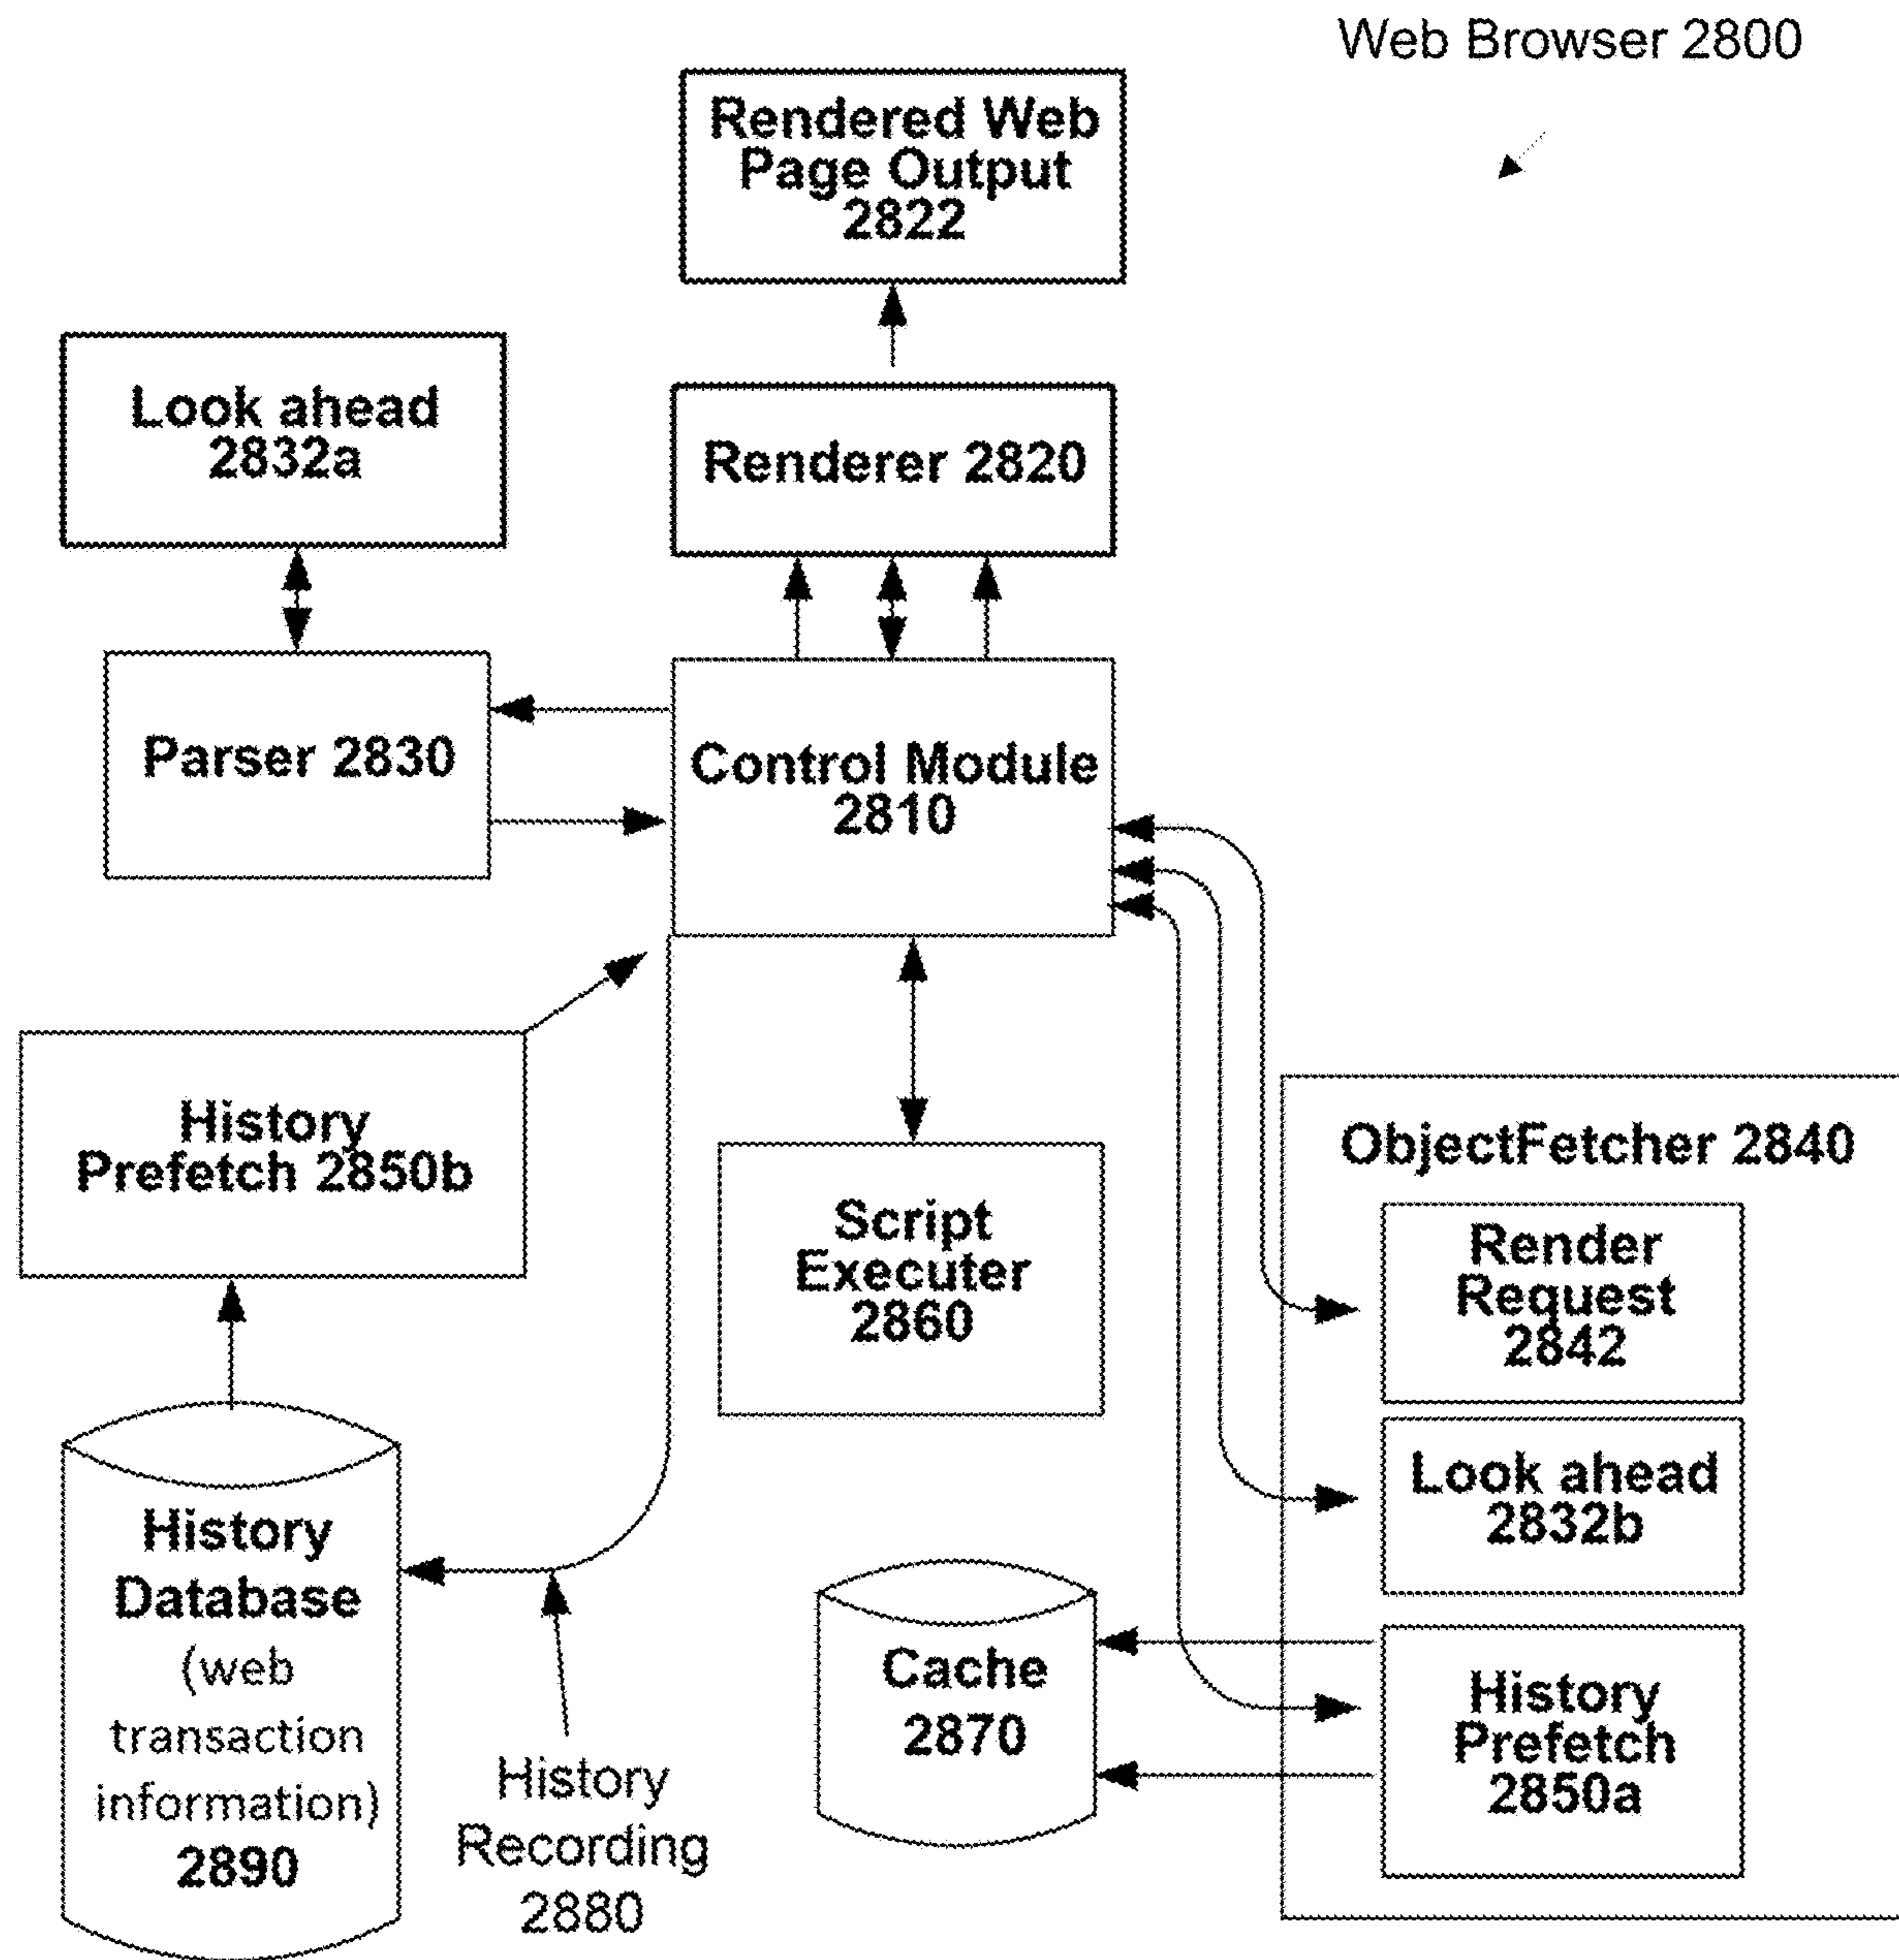 Web Browser 2800
Rendered Web
Page Output
2822
Look ahead
2832a
Renderer 2820
Parser 2830
Control Module
2810
History
Prefetch 2850b
Script
Executer
2860
ObjectFetcher 2840
Render
Request
2842
Look ahead
2832b
History
Prefetch
2850a
History
Database
(web
transaction
information)
2890
History
Recording
2880
Cache
2870